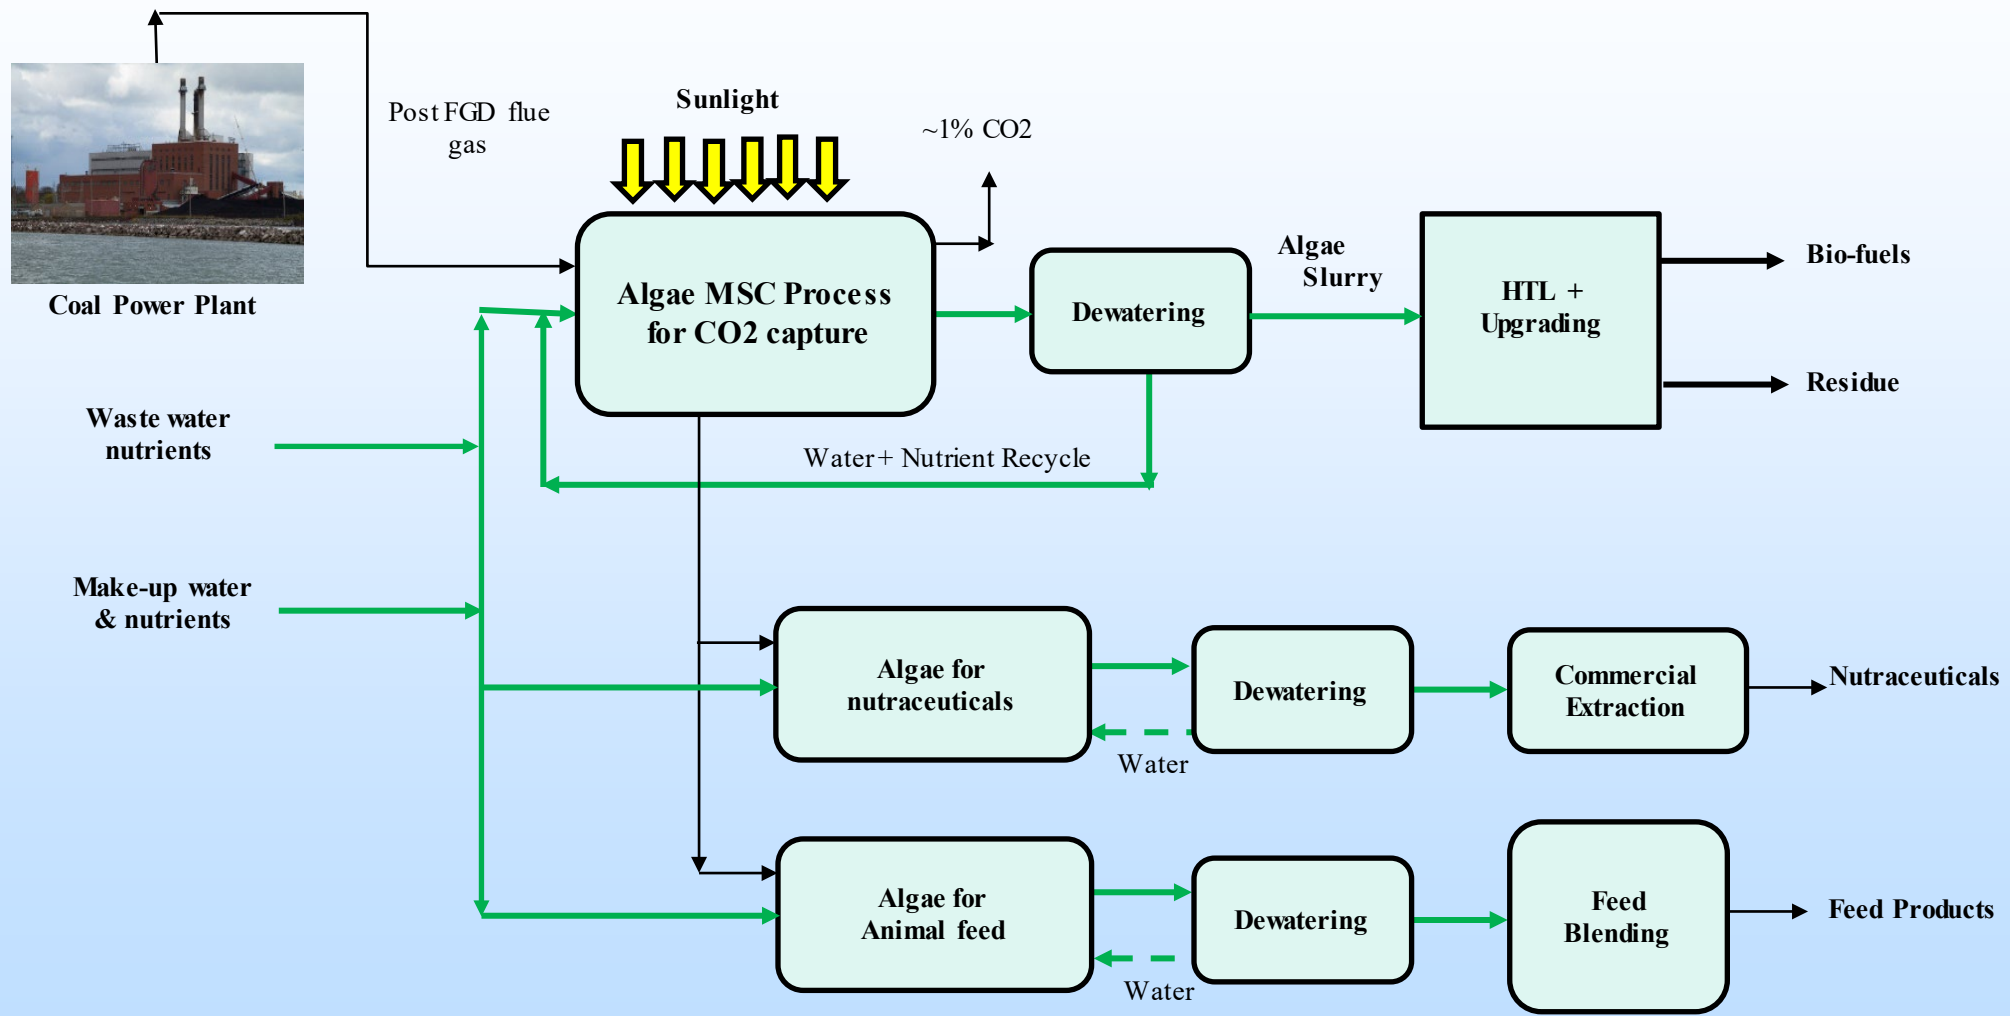 Post FGD flue
gas
Sunlight
~1% CO2
Coal Power Plant
Algae MSC Process
for CO2 capture
Dewatering
Algae
Slurry
HTL +
Upgrading
Bio-fuels
Residue
Waste water
nutrients
Water + Nutrient Recycle
Make-up water
& nutrients
Algae for
nutraceuticals
Dewatering
Commercial
Extraction
Nutraceuticals
Water
Algae for
Animal feed
Dewatering
Feed
Blending
Feed Products
Water